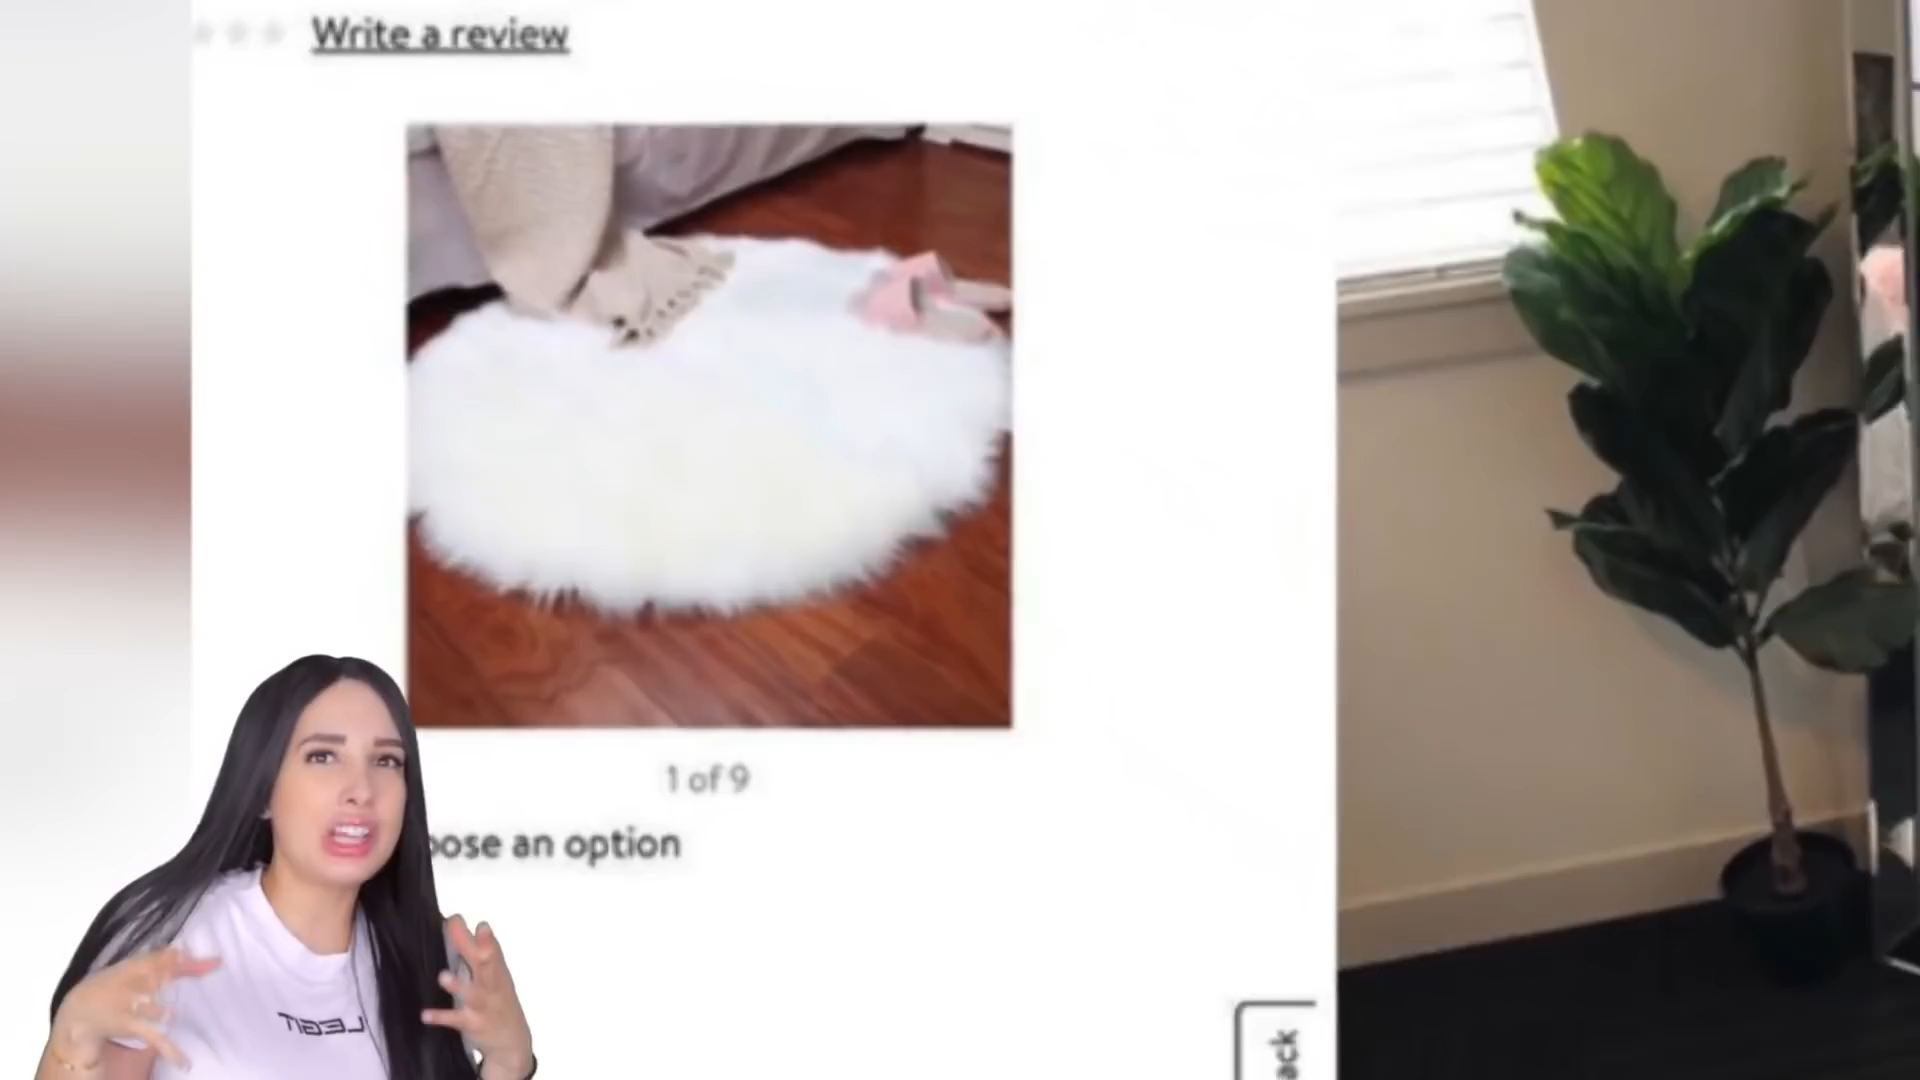 Write a review
1 of 9
oose an option
LEGIT
ack